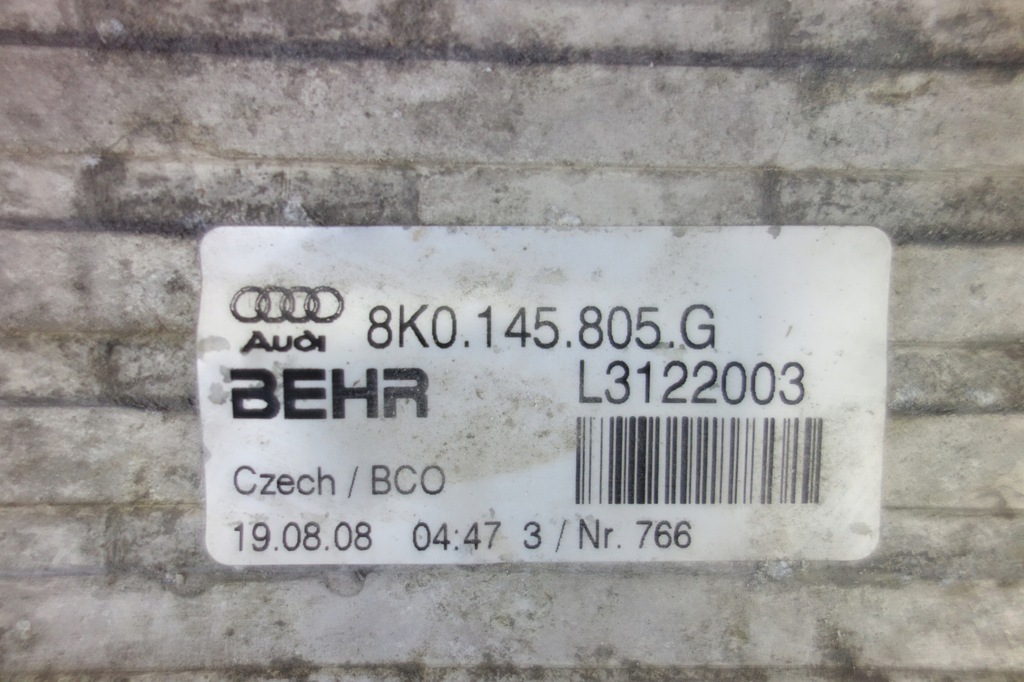 Audi 8K0.145.805.G
BEHR L3122003
Czech / BCO
19.08.08 04:47 3 / Nr. 766